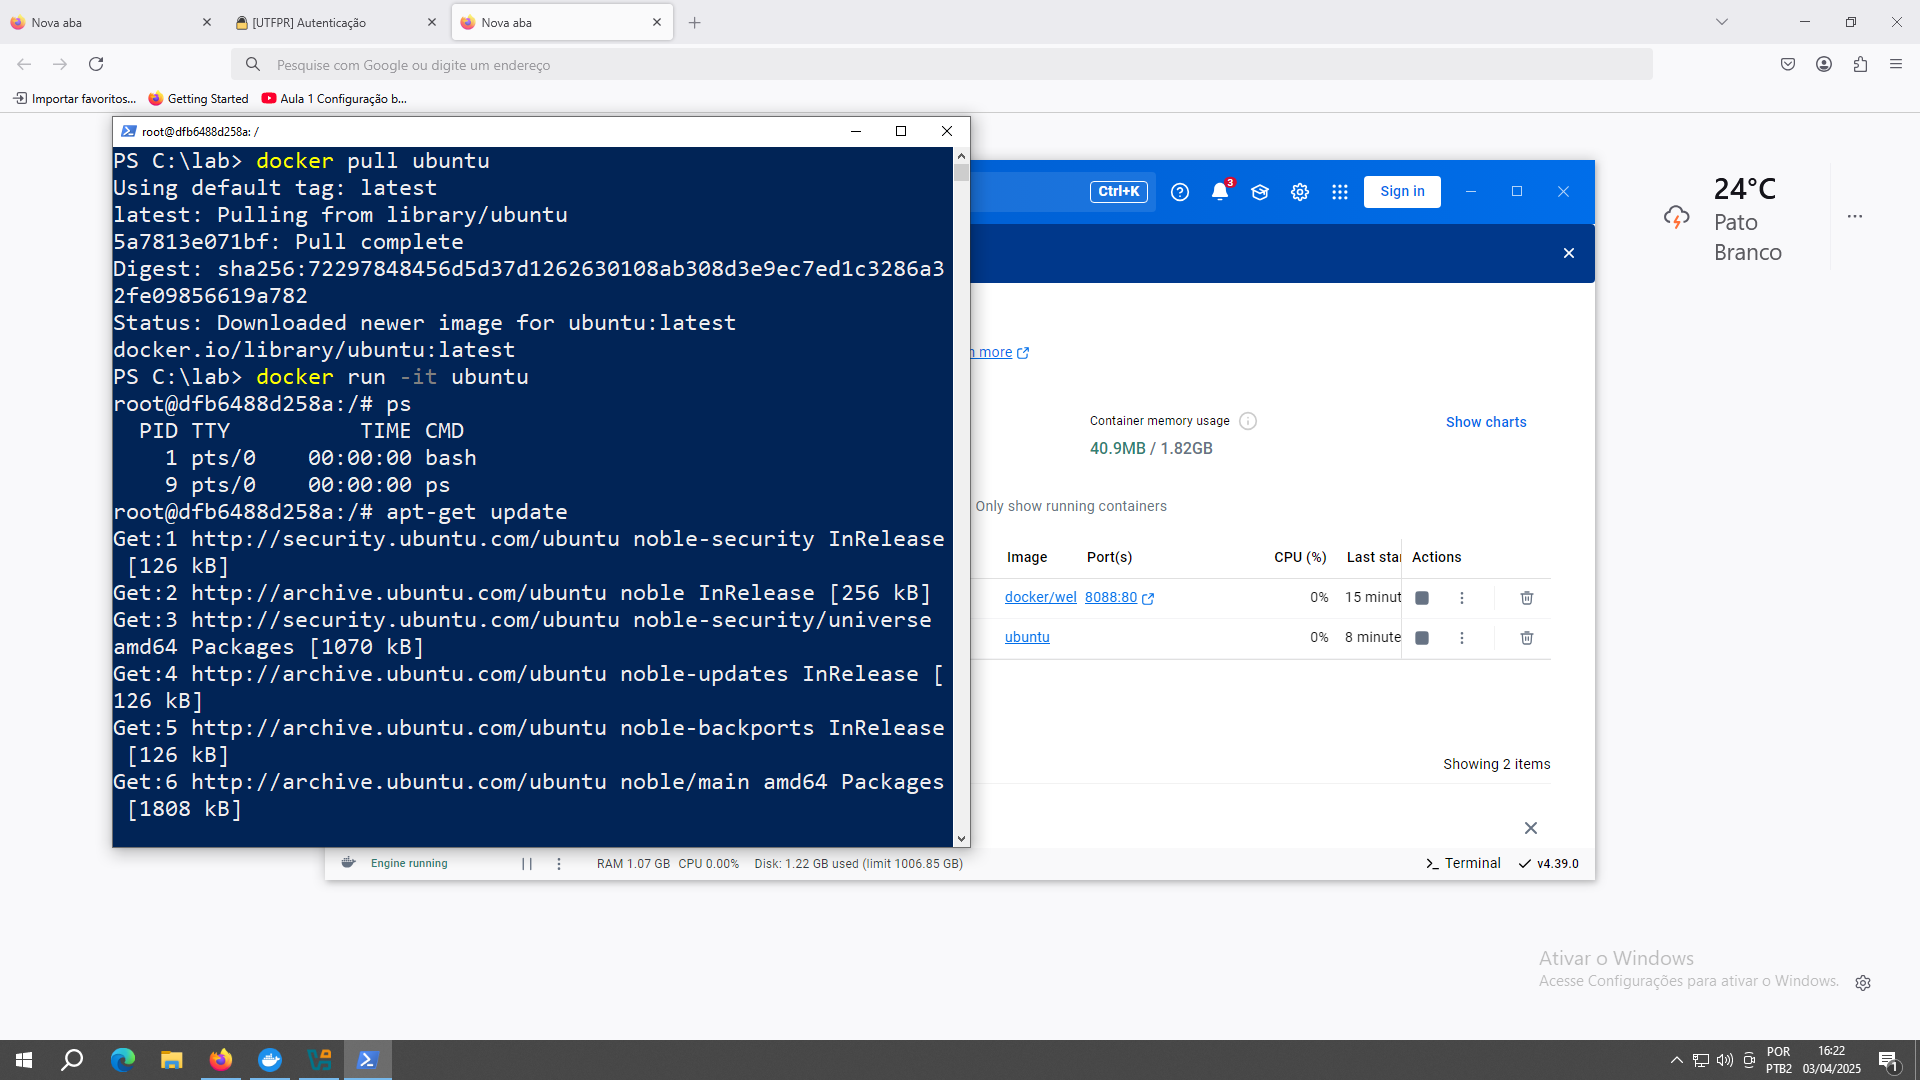 Nova aba
[UTFPR] Autenticação
Nova aba
Pesquise com Google ou digite um endereço
Importar favoritos...
Getting Started
Aula 1 Configuração b...
root@dfb6488d258a: /
PS C:\lab> docker pull ubuntu
Using default tag: latest
latest: Pulling from library/ubuntu
5a7813e071bf: Pull complete
Digest: sha256:72297848456d5d37d1262630108ab308d3e9ec7ed1c3286a3
2fe09856619a782
Status: Downloaded newer image for ubuntu:latest
docker.io/library/ubuntu:latest
PS C:\lab> docker run -it ubuntu
root@dfb6488d258a:/# ps
PID TTY TIME CMD
1 pts/0 00:00:00 bash
9 pts/0 00:00:00 ps
root@dfb6488d258a:/# apt-get update
Get:1 http://security.ubuntu.com/ubuntu noble-security InRelease
[126 kB]
Get:2 http://archive.ubuntu.com/ubuntu noble InRelease [256 kB]
Get:3 http://security.ubuntu.com/ubuntu noble-security/universe
amd64 Packages [1070 kB]
Get:4 http://archive.ubuntu.com/ubuntu noble-updates InRelease [
126 kB]
Get:5 http://archive.ubuntu.com/ubuntu noble-backports InRelease
[126 kB]
Get:6 http://archive.ubuntu.com/ubuntu noble/main amd64 Packages
[1808 kB]
Ctrl+K
3
Sign in
more
Container memory usage
40.9MB / 1.82GB
Show charts
Only show running containers
Image Port(s) CPU (%) Last star Actions
docker/wel 8088:80 0% 15 minut
ubuntu 0% 8 minute
Showing 2 items
Engine running
RAM 1.07 GB CPU 0.00% Disk: 1.22 GB used (limit 1006.85 GB)
Terminal
v4.39.0
24°C
Pato
Branco
Ativar o Windows
Acesse Configurações para ativar o Windows.
POR
PTB2
16:22
03/04/2025
1